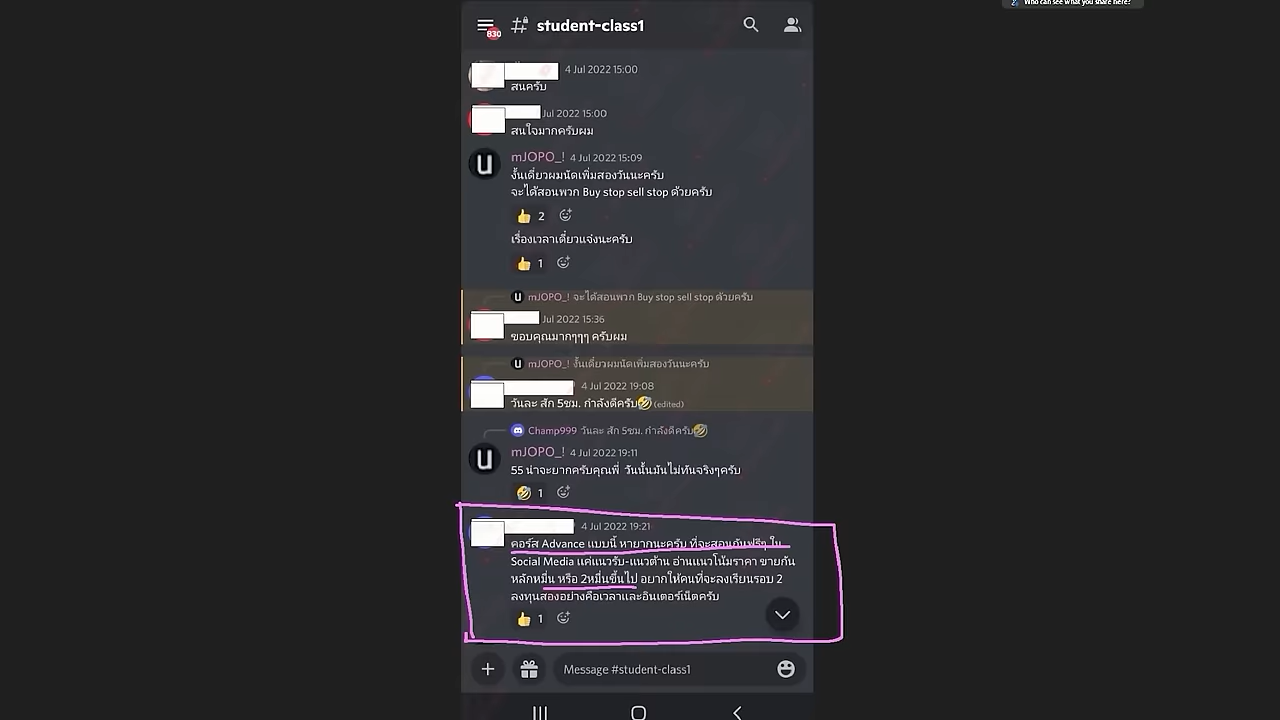 Who can see what you share here?
830
student-class1
4 Jul 2022 15:00
สนครับ
Jul 2022 15:00
สนใจมากครับผม
mJOPO_! 4 Jul 2022 15:09
งั้นเดี๋ยวผมนัดเพิ่มสองวันนะครับ
จะได้สอนพวก Buy stop sell stop ด้วยครับ
2
เรื่องเวลาเดี๋ยวแจ้งนะครับ
1
mJOPO_! จะได้สอนพวก Buy stop sell stop ด้วยครับ
Jul 2022 15:36
ขอบคุณมากๆๆๆ ครับผม
mJOPO_! งั้นเดี๋ยวผมนัดเพิ่มสองวันนะครับ
4 Jul 2022 19:08
วันละ สัก 5ชม. กำลังดีครับ🤣 (edited)
Champ999 วันละ สัก 5ชม. กำลังดีครับ🤣
mJOPO_! 4 Jul 2022 19:11
55 น่าจะยากครับคุณพี่ วันนั้นมันไม่ทันจริงๆครับ
1
4 Jul 2022 19:21
คอร์ส Advance แบบนี้ หายากนะครับ ที่จะสอนกันฟรีๆ ใน
Social Media แค่แนวรับ-แนวต้าน อ่านแนวโน้มราคา ขายกัน
หลักหมื่น หรือ 2หมื่นขึ้นไป อยากให้คนที่จะลงเรียนรอบ 2
ลงทุนสองอย่างคือเวลาและอินเตอร์เน็ตครับ
1
Message #student-class1